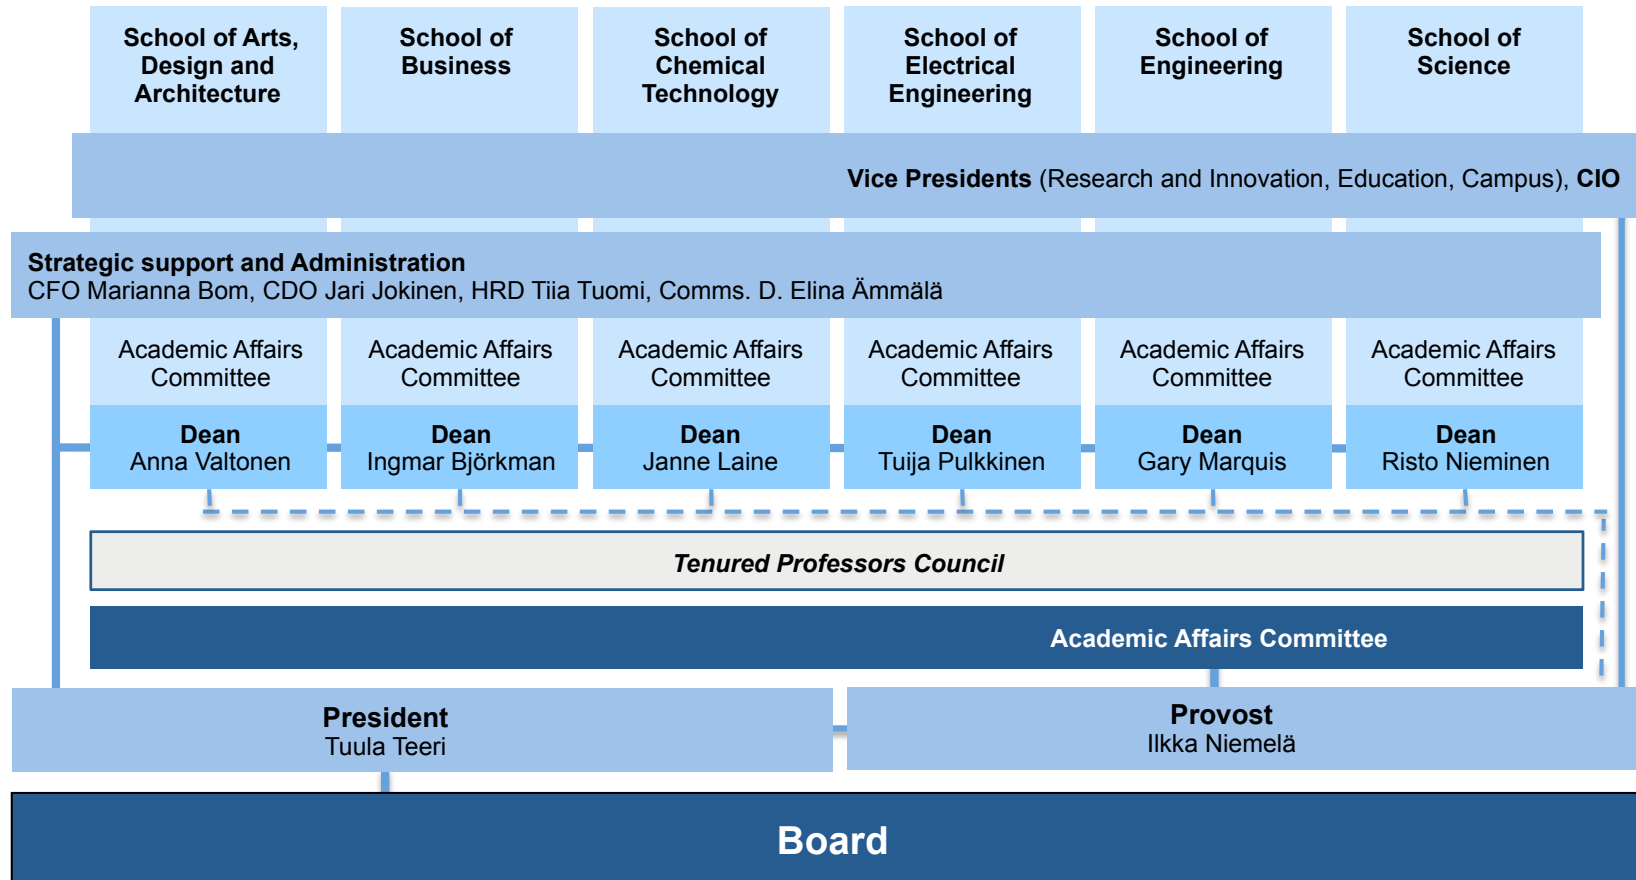 School of Arts,
Design and
Architecture
School of
Business
School of
Chemical
Technology
School of
Electrical
Engineering
School of
Engineering
School of
Science
Vice Presidents (Research and Innovation, Education, Campus), CIO
Strategic support and Administration
CFO Marianna Bom, CDO Jari Jokinen, HRD Tiia Tuomi, Comms. D. Elina Ämmälä
Academic Affairs
Committee
Academic Affairs
Committee
Academic Affairs
Committee
Academic Affairs
Committee
Academic Affairs
Committee
Academic Affairs
Committee
Dean
Anna Valtonen
Dean
Ingmar Björkman
Dean
Janne Laine
Dean
Tuija Pulkkinen
Dean
Gary Marquis
Dean
Risto Nieminen
Tenured Professors Council
Academic Affairs Committee
President
Tuula Teeri
Provost
Ilkka Niemelä
Board